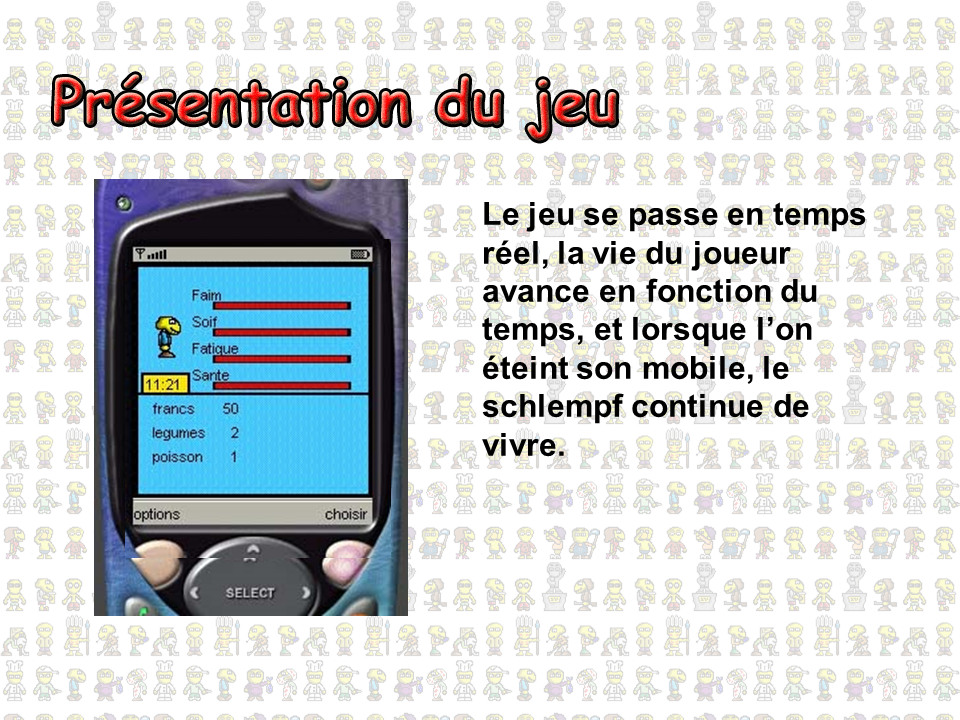 Présentation du jeu
Le jeu se passe en temps
réel, la vie du joueur
avance en fonction du
temps, et lorsque l’on
éteint son mobile, le
schlempf continue de
vivre.
Faim
Soif
Fatigue
Sante
11:21
francs 50
legumes 2
poisson 1
options choisir
SELECT